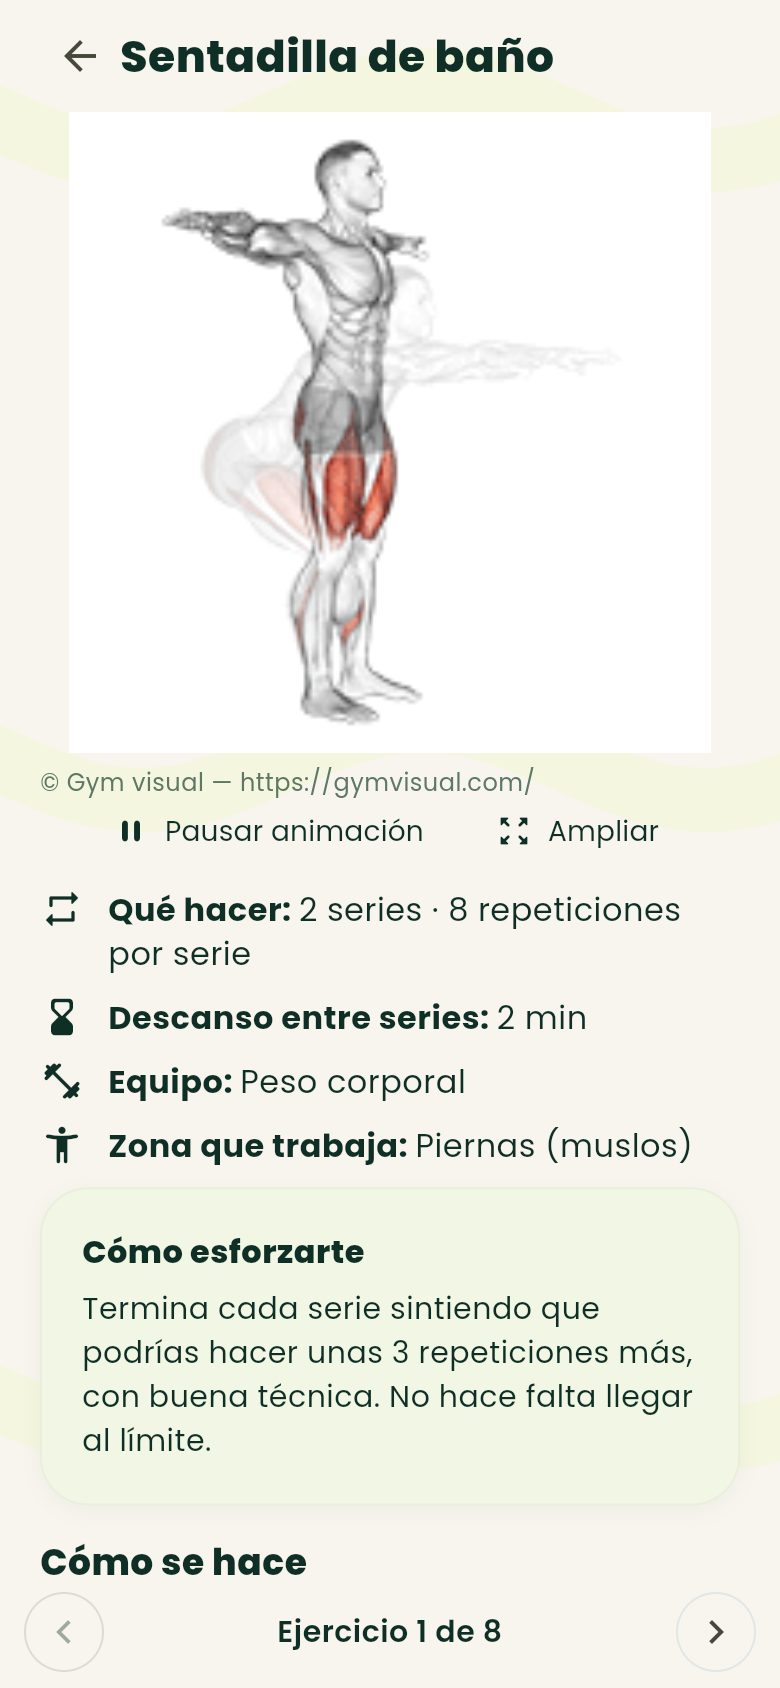 Sentadilla de baño
© Gym visual — https://gymvisual.com/
Pausar animación
Ampliar
Qué hacer: 2 series · 8 repeticiones
por serie
Descanso entre series: 2 min
Equipo: Peso corporal
Zona que trabaja: Piernas (muslos)
Cómo esforzarte
Termina cada serie sintiendo que
podrías hacer unas 3 repeticiones más,
con buena técnica. No hace falta llegar
al límite.
Cómo se hace
Ejercicio 1 de 8